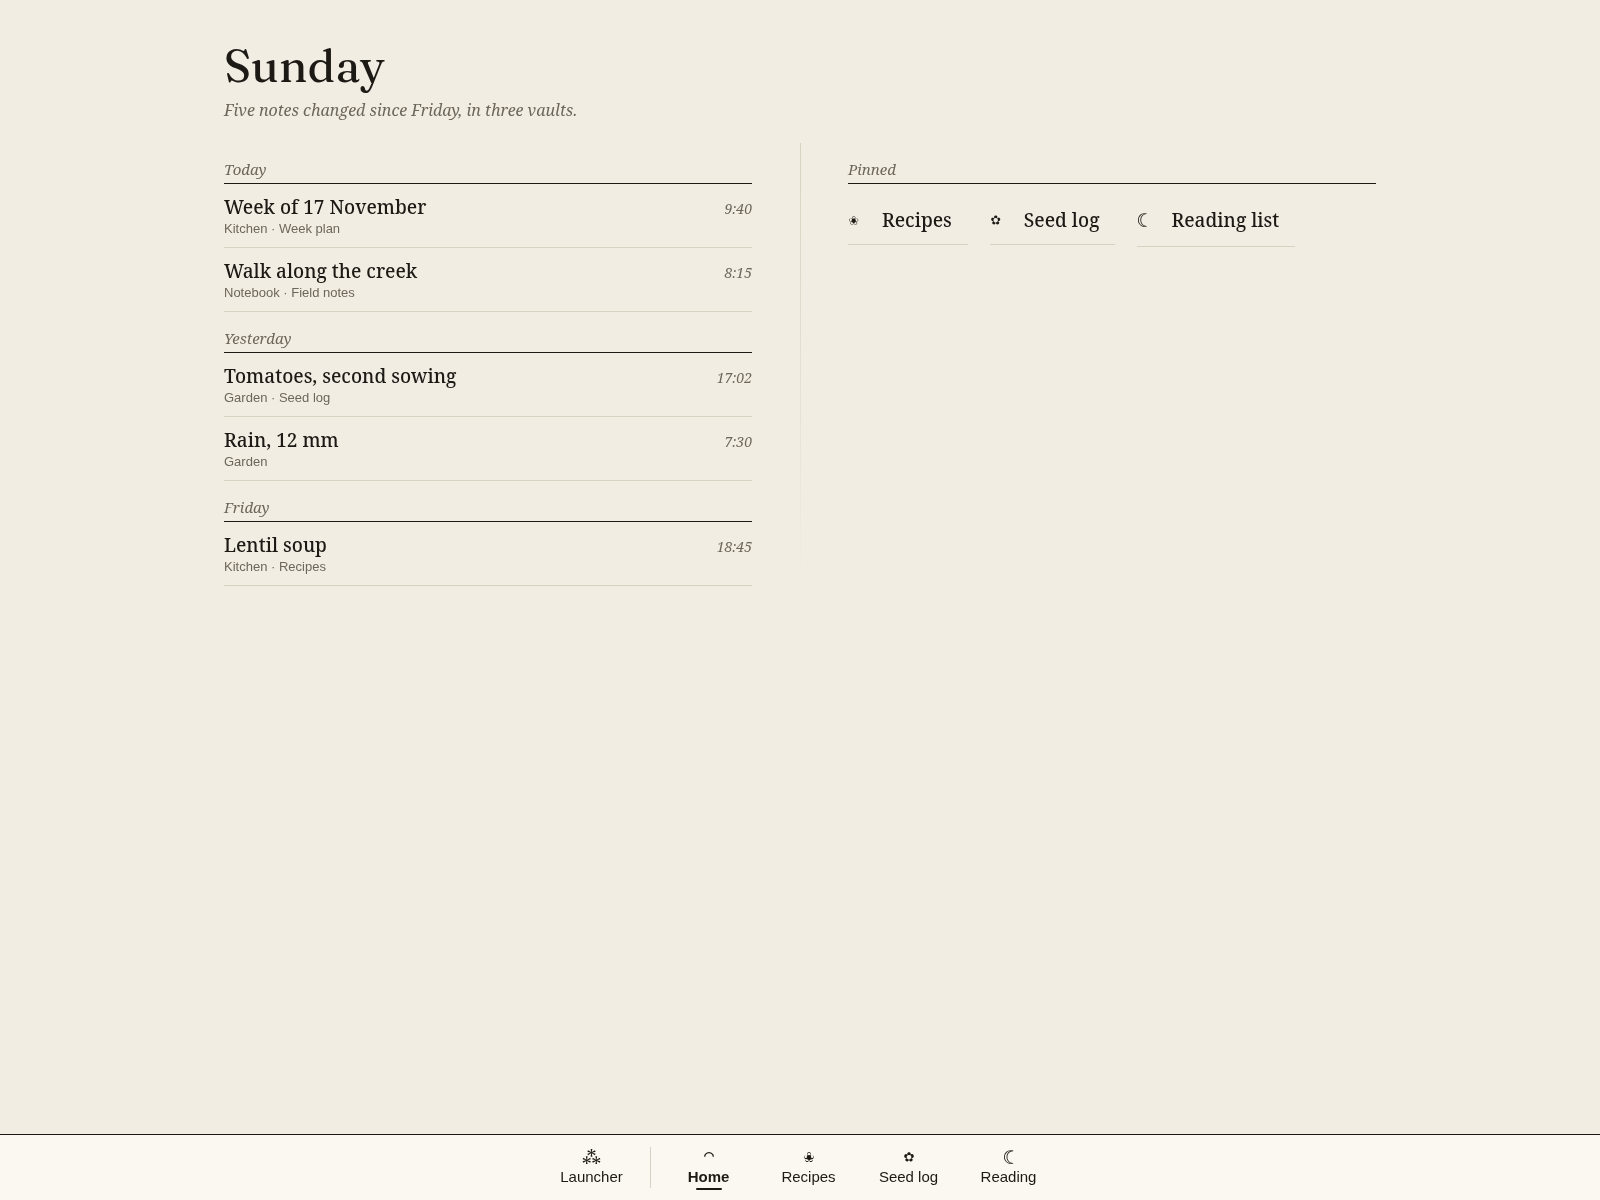 Sunday
Five notes changed since Friday, in three vaults.
Today
Week of 17 November 9:40
Kitchen · Week plan
Walk along the creek 8:15
Notebook · Field notes
Yesterday
Tomatoes, second sowing 17:02
Garden · Seed log
Rain, 12 mm 7:30
Garden
Friday
Lentil soup 18:45
Kitchen · Recipes
Pinned
❀ Recipes ✿ Seed log ☾ Reading list
⁂ Launcher
◠ Home
❀ Recipes
✿ Seed log
☾ Reading